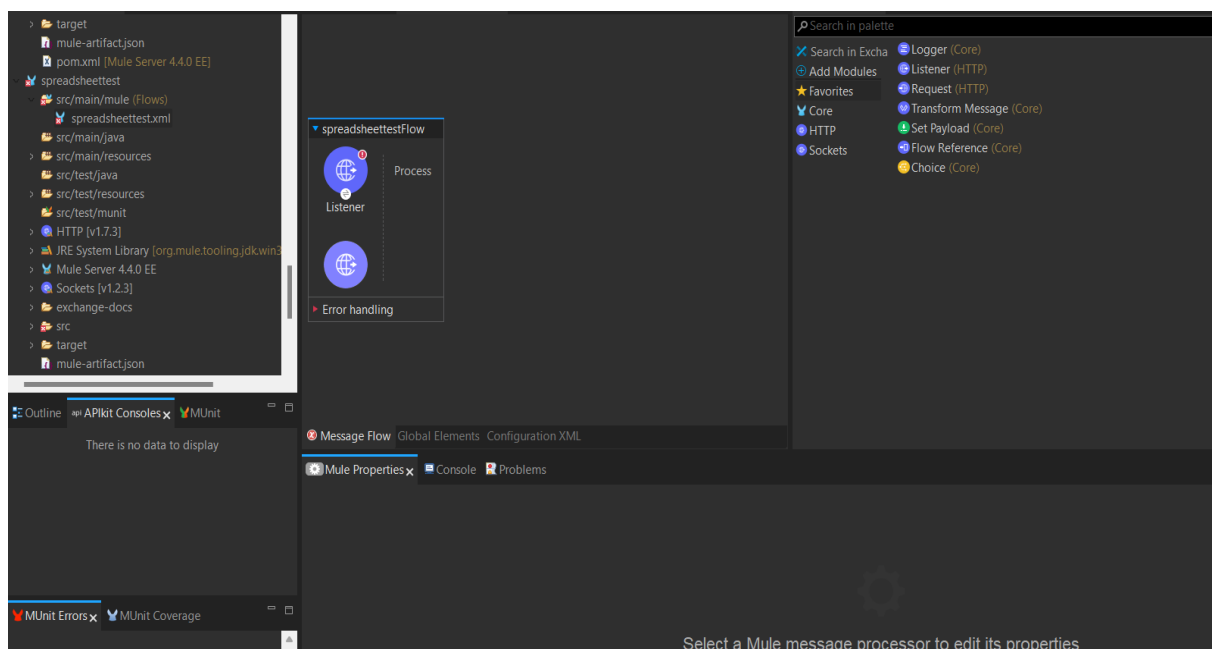 target
mule-artifact.json
pom.xml [Mule Server 4.4.0 EE]
spreadsheettest
src/main/mule (Flows)
spreadsheettest.xml
src/main/java
src/main/resources
src/test/java
src/test/resources
src/test/munit
HTTP [v1.7.3]
JRE System Library [org.mule.tooling.jdk.win3
Mule Server 4.4.0 EE
Sockets [v1.2.3]
exchange-docs
src
target
mule-artifact.json
Outline api APIkit Consoles x MUnit
There is no data to display
MUnit Errors x MUnit Coverage
spreadsheettestFlow
Process
Listener
Error handling
Message Flow Global Elements Configuration XML
Mule Properties x Console Problems
Select a Mule message processor to edit its properties
Search in palette
Search in Excha
Add Modules
Favorites
Core
HTTP
Sockets
Logger (Core)
Listener (HTTP)
Request (HTTP)
Transform Message (Core)
Set Payload (Core)
Flow Reference (Core)
Choice (Core)